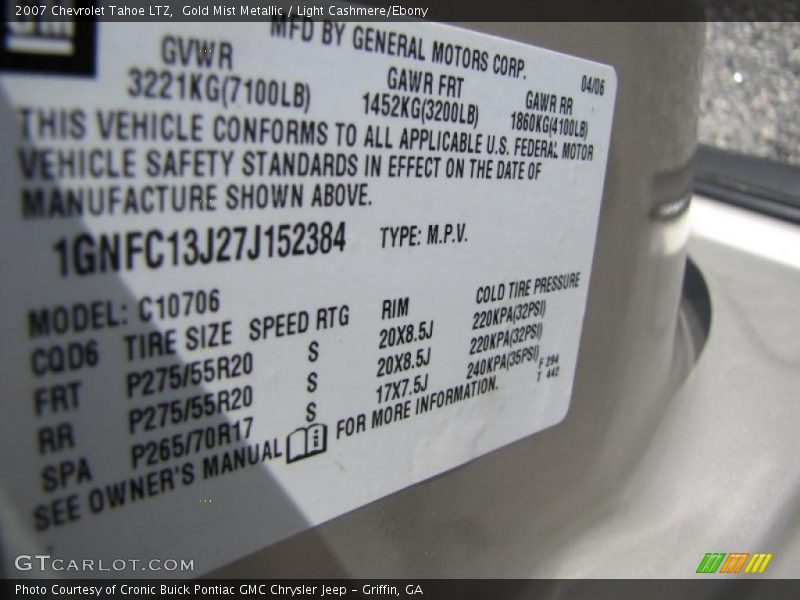 2007 Chevrolet Tahoe LTZ, Gold Mist Metallic / Light Cashmere/Ebony
GM
MFD BY GENERAL MOTORS CORP.
04/06
GVWR GAWR FRT GAWR RR
3221KG(7100LB) 1452KG(3200LB) 1860KG(4100LB)
THIS VEHICLE CONFORMS TO ALL APPLICABLE U.S. FEDERAL MOTOR
VEHICLE SAFETY STANDARDS IN EFFECT ON THE DATE OF
MANUFACTURE SHOWN ABOVE.
1GNFC13J27J152384 TYPE: M.P.V.
MODEL: C10706
CQD6 TIRE SIZE SPEED RTG RIM COLD TIRE PRESSURE
FRT P275/55R20 S 20X8.5J 220KPA(32PSI)
RR P275/55R20 S 20X8.5J 220KPA(32PSI)
SPA P265/70R17 S 17X7.5J 240KPA(35PSI)
F 294
T 442
SEE OWNER'S MANUAL FOR MORE INFORMATION.
GTCARLOT.COM
Photo Courtesy of Cronic Buick Pontiac GMC Chrysler Jeep - Griffin, GA